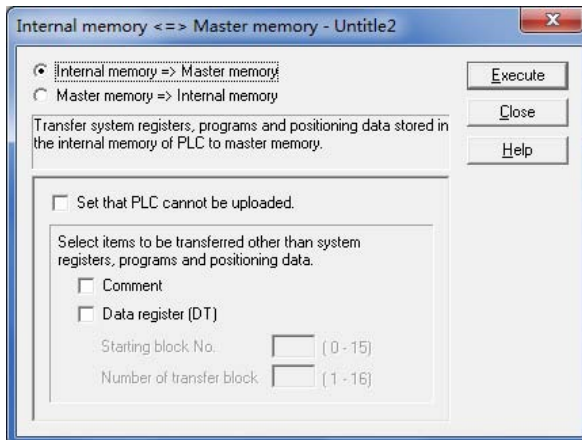 Internal memory <=> Master memory - Untitle2
Internal memory => Master memory
Master memory => Internal memory
Execute
Close
Help
Transfer system registers, programs and positioning data stored in
the internal memory of PLC to master memory.
Set that PLC cannot be uploaded.
Select items to be transferred other than system
registers, programs and positioning data.
Comment
Data register (DT)
Starting block No. ( 0 - 15)
Number of transfer block (1 - 16)